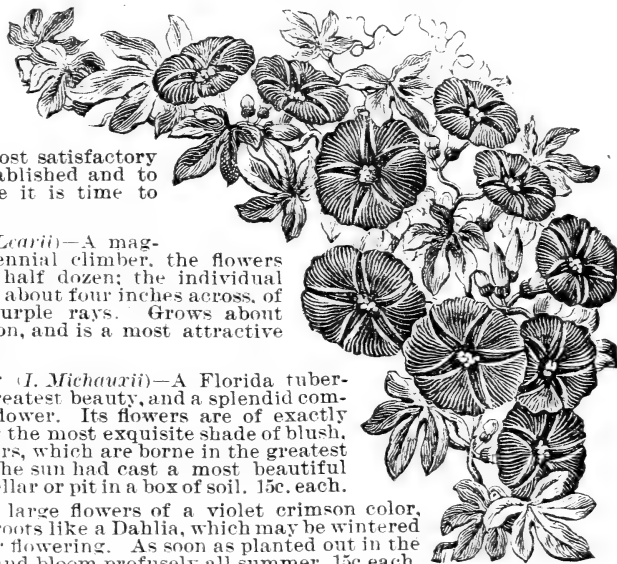 ost satisfactory
ablished and to
e it is time to
Learii)—A mag-
ennial climber, the flowers
half dozen; the individual
about four inches across, of
urple rays. Grows about
on, and is a most attractive
(I. Michauxii)—A Florida tuber-
reatest beauty, and a splendid com-
lower. Its flowers are of exactly
the most exquisite shade of blush,
rs, which are borne in the greatest
he sun had cast a most beautiful
llar or pit in a box of soil. 15c. each.
large flowers of a violet crimson color,
roots like a Dahlia, which may be wintered
r flowering. As soon as planted out in the
and bloom profusely all summer. 15c each.